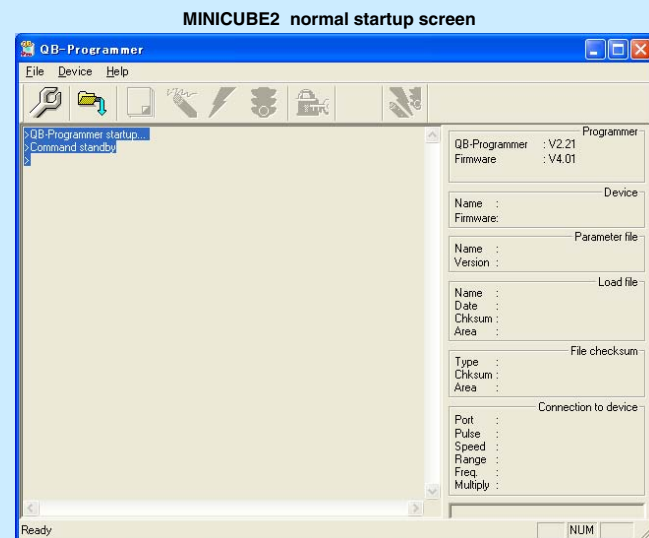 MINICUBE2 normal startup screen
QB-Programmer
File Device Help
>QB-Programmer startup...
>Command standby
>
Programmer
QB-Programmer : V2.21
Firmware : V4.01
Device
Name :
Firmware:
Parameter file
Name :
Version :
Load file
Name :
Date :
Chksum :
Area :
File checksum
Type :
Chksum :
Area :
Connection to device
Port :
Pulse :
Speed :
Range :
Freq. :
Multiply :
Ready
NUM